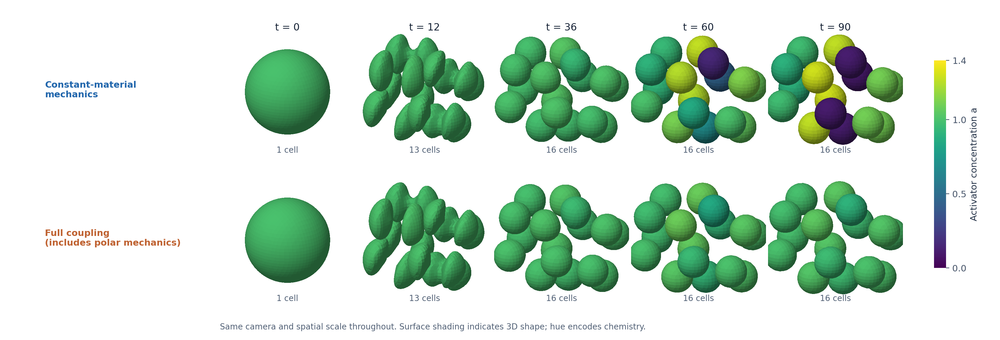 t = 0
t = 12
t = 36
t = 60
t = 90
Constant-material
mechanics
1 cell
13 cells
16 cells
16 cells
16 cells
Full coupling
(includes polar mechanics)
1 cell
13 cells
16 cells
16 cells
16 cells
1.4
1.0
0.5
0.0
Activator concentration a
Same camera and spatial scale throughout. Surface shading indicates 3D shape; hue encodes chemistry.